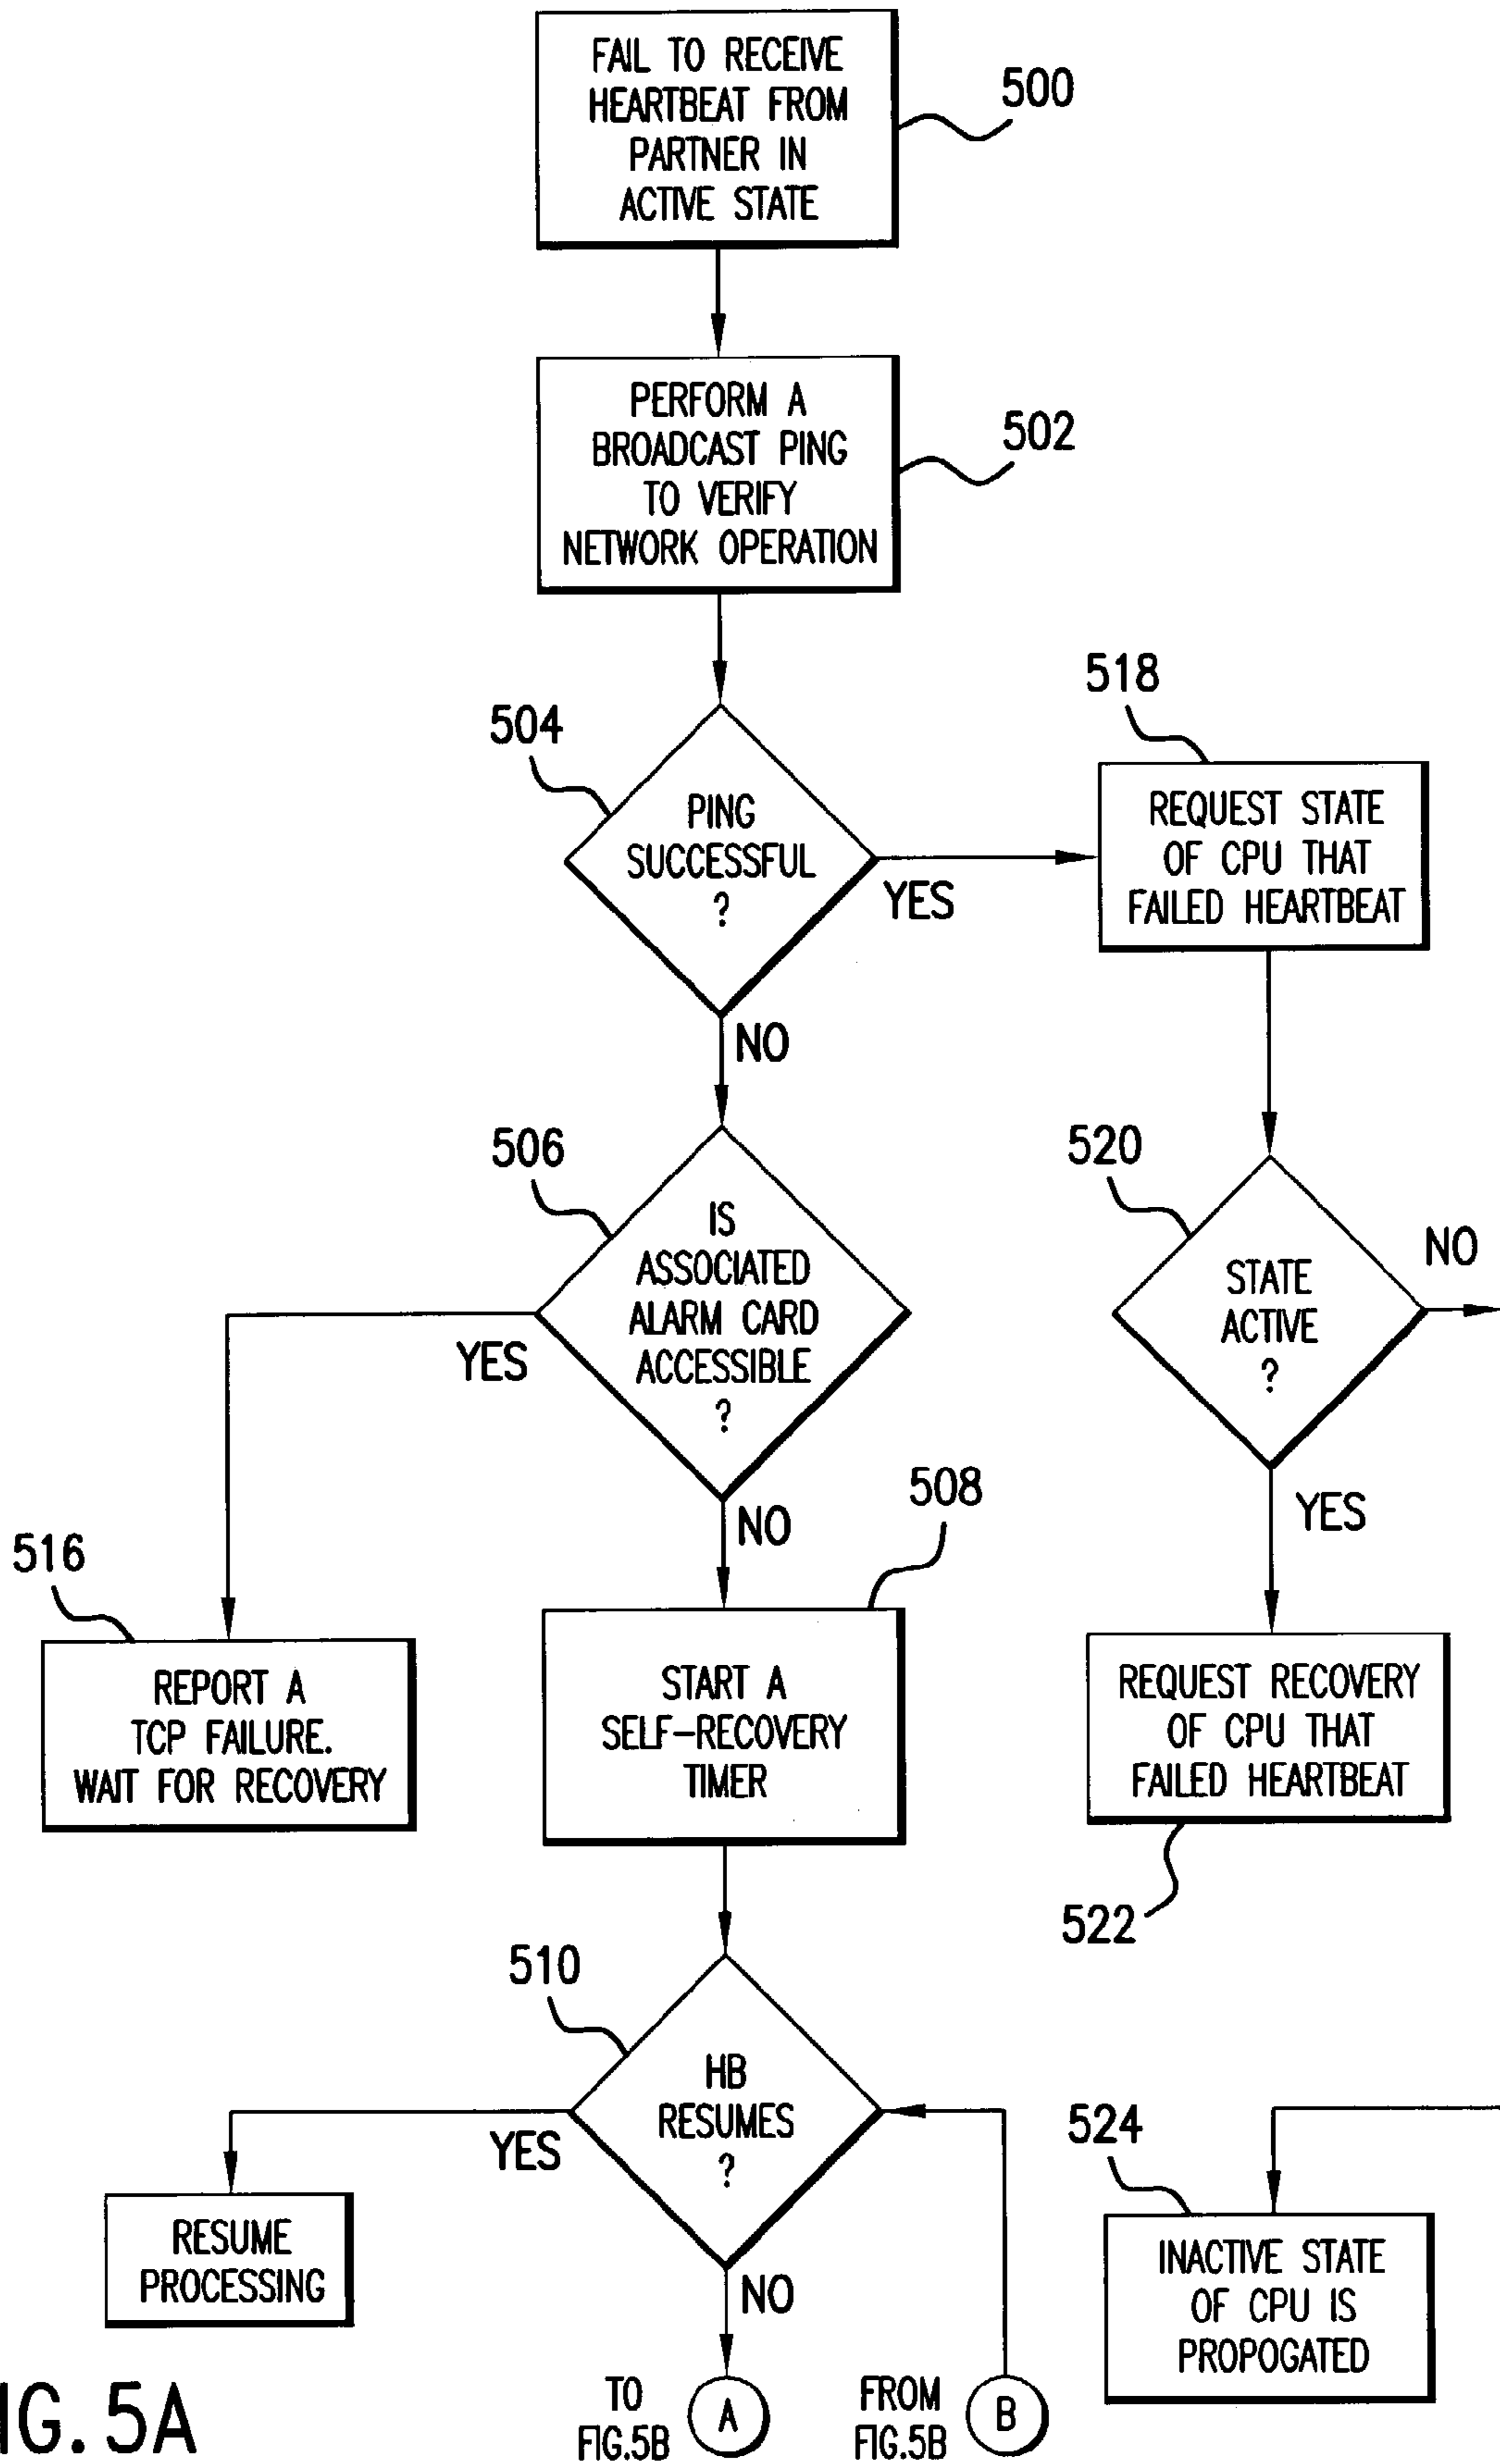 FAIL TO RECEIVE
HEARTBEAT FROM
PARTNER IN
ACTIVE STATE
500
PERFORM A
BROADCAST PING
TO VERIFY
NETWORK OPERATION
502
504
PING
SUCCESSFUL
?
YES
NO
518
REQUEST STATE
OF CPU THAT
FAILED HEARTBEAT
506
IS
ASSOCIATED
ALARM CARD
ACCESSIBLE
?
YES
NO
520
STATE
ACTIVE
?
NO
YES
516
REPORT A
TCP FAILURE.
WAIT FOR RECOVERY
508
START A
SELF-RECOVERY
TIMER
REQUEST RECOVERY
OF CPU THAT
FAILED HEARTBEAT
522
510
HB
RESUMES
?
YES
NO
RESUME
PROCESSING
524
INACTIVE STATE
OF CPU IS
PROPOGATED
TO
FIG.5B
A
FROM
FIG.5B
B
IG. 5A